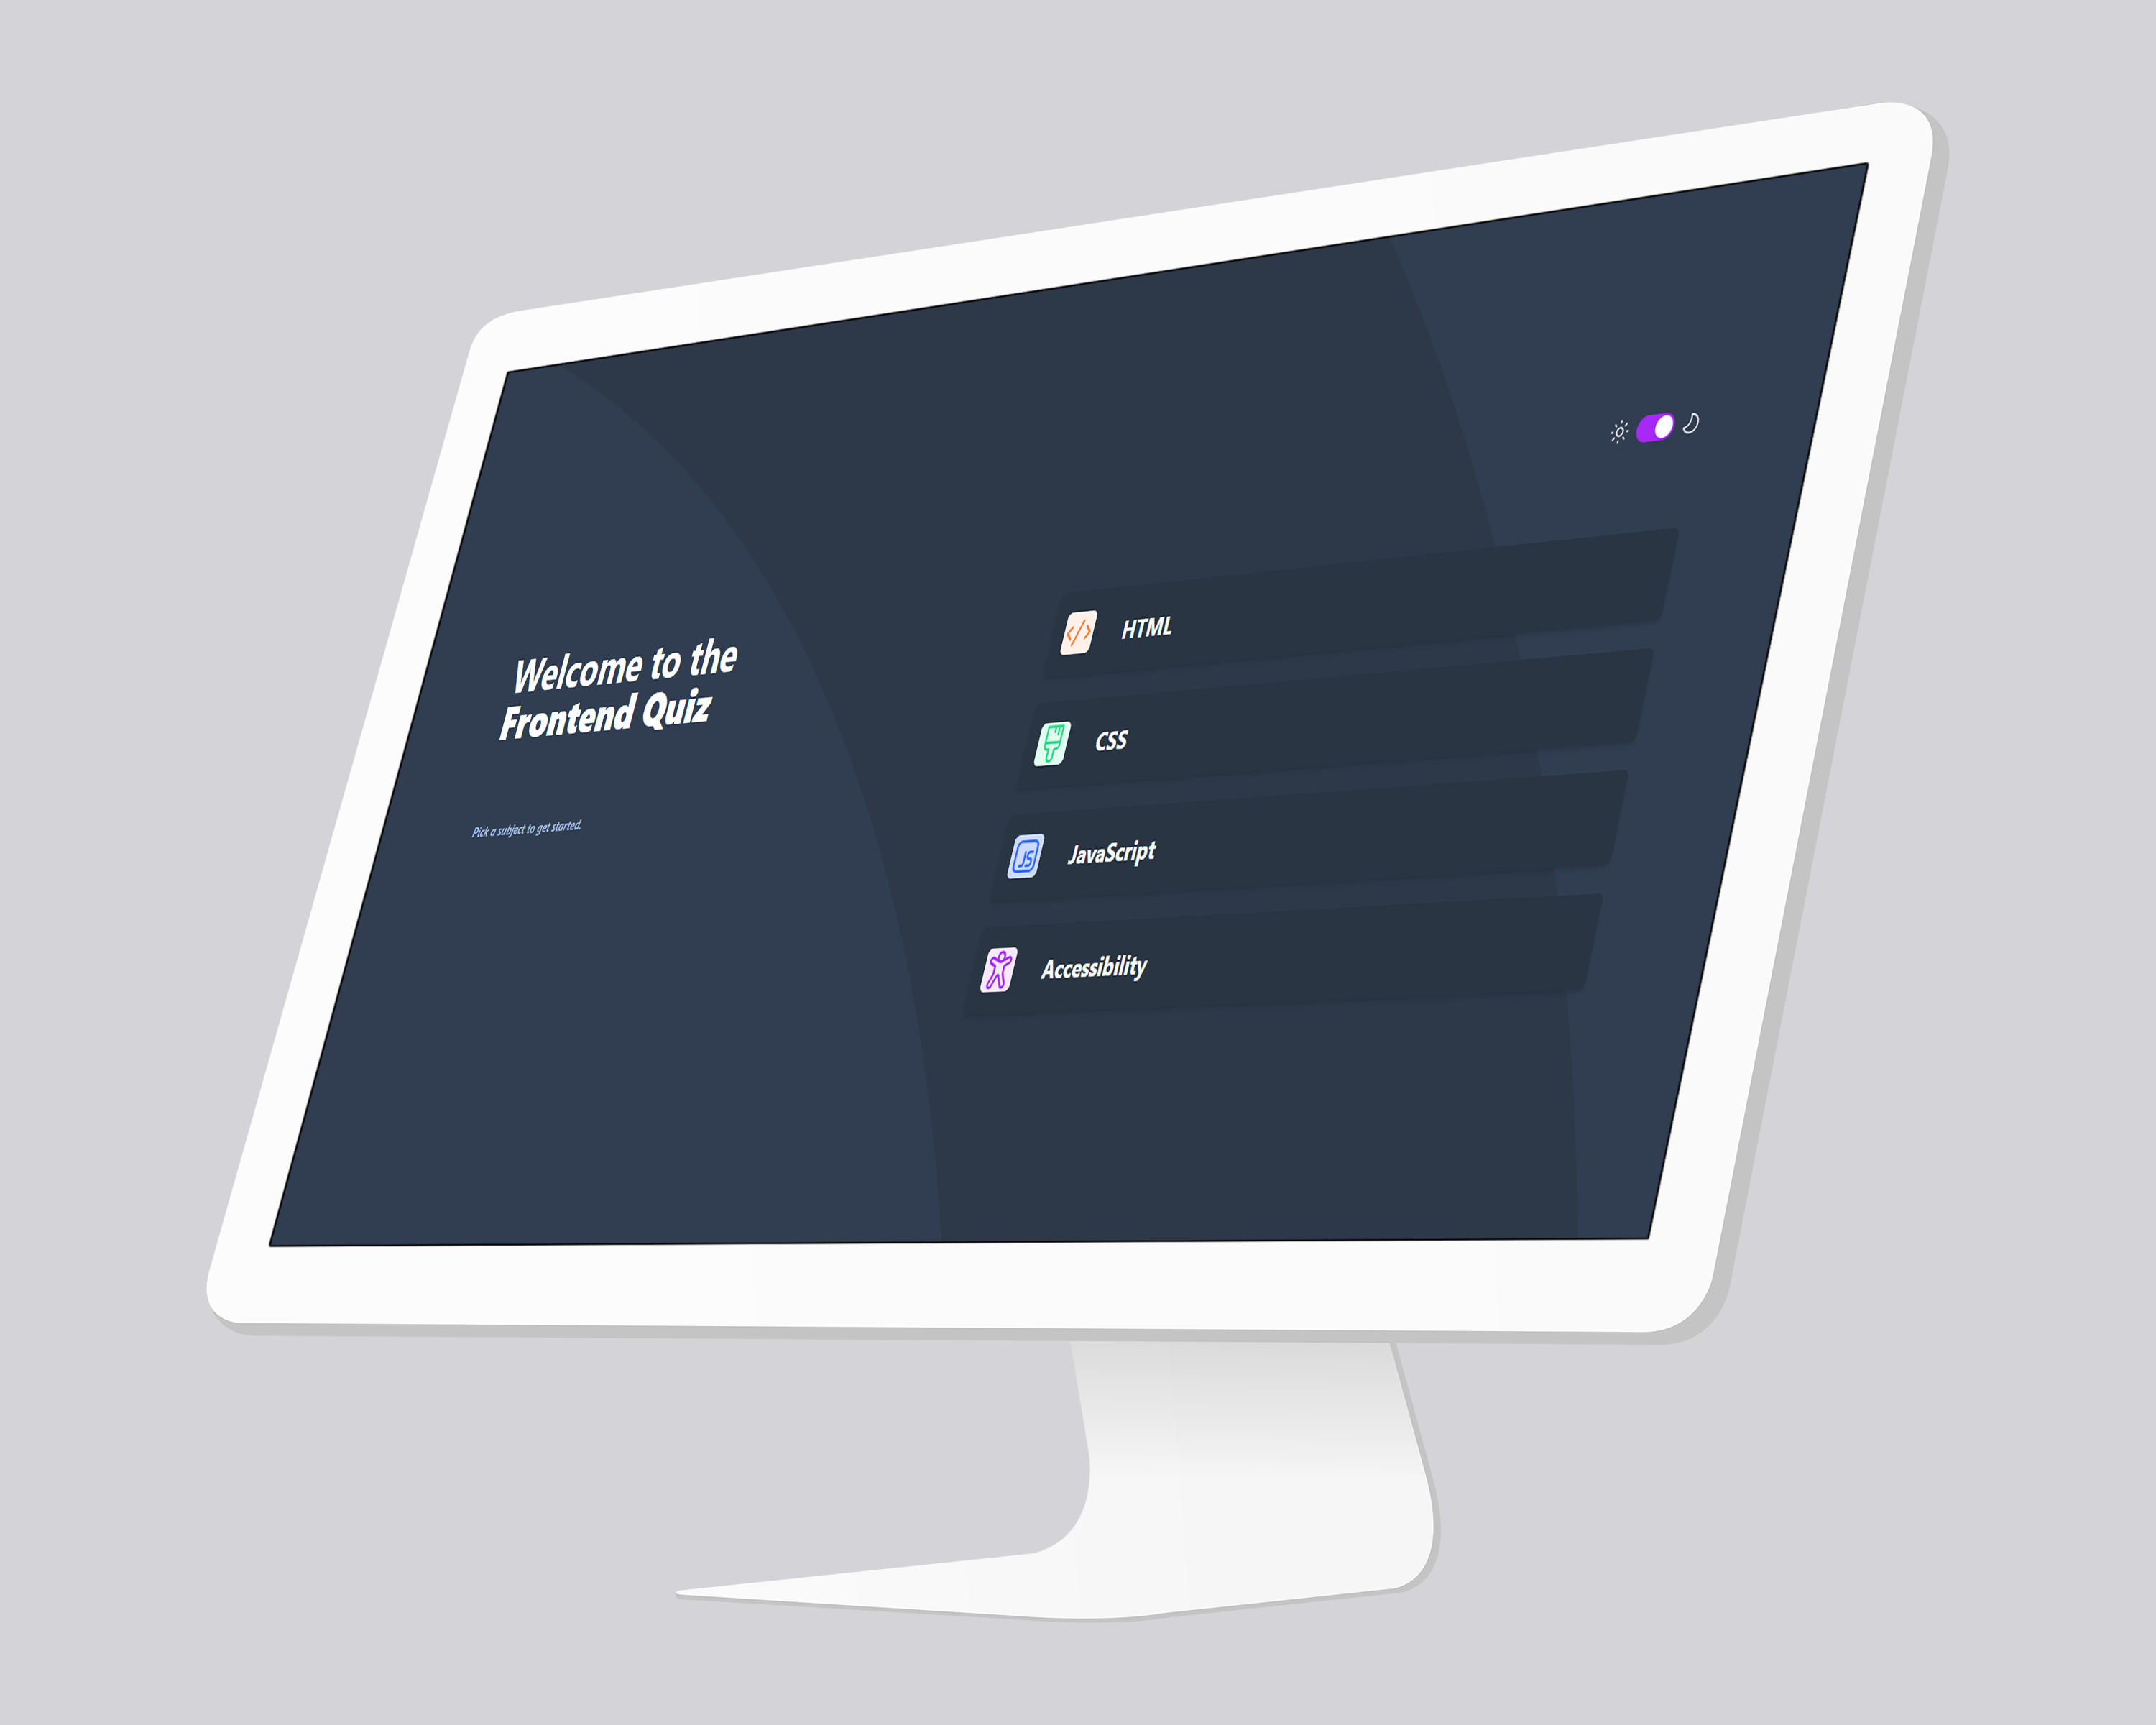 Welcome to the
Frontend Quiz
Pick a subject to get started.
HTML
CSS
JS
JavaScript
Accessibility